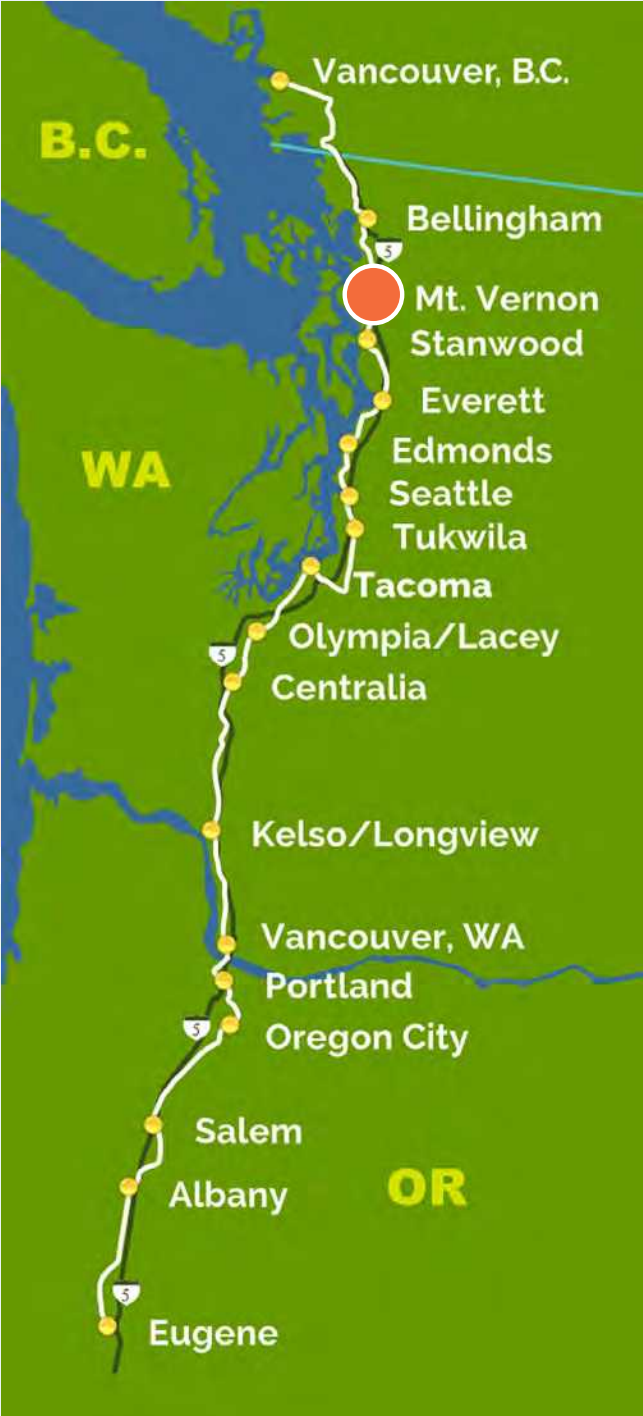 Vancouver, B.C.
B.C.
Bellingham
5
Mt. Vernon
Stanwood
Everett
Edmonds
WA
Seattle
Tukwila
Tacoma
Olympia/Lacey
5
Centralia
Kelso/Longview
Vancouver, WA
Portland
5
Oregon City
Salem
OR
Albany
5
Eugene